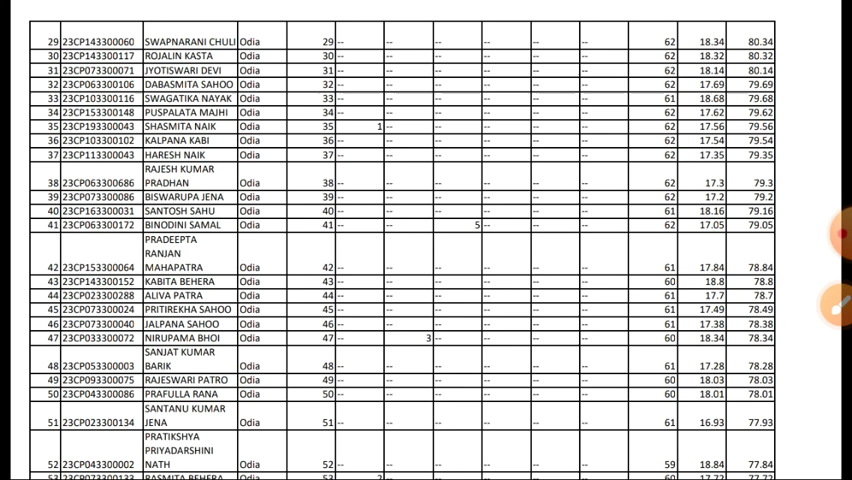 29 23CP143300060 SWAPNARANI CHULI Odia 29 -- -- -- -- -- -- 62 18.34 80.34
30 23CP143300117 ROJALIN KASTA Odia 30 -- -- -- -- -- -- 62 18.32 80.32
31 23CP073300071 JYOTISWARI DEVI Odia 31 -- -- -- -- -- -- 62 18.14 80.14
32 23CP063300106 DABASMITA SAHOO Odia 32 -- -- -- -- -- -- 62 17.69 79.69
33 23CP103300116 SWAGATIKA NAYAK Odia 33 -- -- -- -- -- -- 61 18.68 79.68
34 23CP153300148 PUSPALATA MAJHI Odia 34 -- -- -- -- -- -- 62 17.62 79.62
35 23CP193300043 SHASMITA NAIK Odia 35 1 -- -- -- -- -- 62 17.56 79.56
36 23CP103300102 KALPANA KABI Odia 36 -- -- -- -- -- -- 62 17.54 79.54
37 23CP113300043 HARESH NAIK Odia 37 -- -- -- -- -- -- 62 17.35 79.35
RAJESH KUMAR
38 23CP063300686 PRADHAN Odia 38 -- -- -- -- -- -- 62 17.3 79.3
39 23CP073300086 BISWARUPA JENA Odia 39 -- -- -- -- -- -- 62 17.2 79.2
40 23CP163300031 SANTOSH SAHU Odia 40 -- -- -- -- -- -- 61 18.16 79.16
41 23CP063300172 BINODINI SAMAL Odia 41 -- -- 5 -- -- -- 62 17.05 79.05
PRADEEPTA
RANJAN
42 23CP153300064 MAHAPATRA Odia 42 -- -- -- -- -- -- 61 17.84 78.84
43 23CP143300152 KABITA BEHERA Odia 43 -- -- -- -- -- -- 60 18.8 78.8
44 23CP023300288 ALIVA PATRA Odia 44 -- -- -- -- -- -- 61 17.7 78.7
45 23CP073300024 PRITIREKHA SAHOO Odia 45 -- -- -- -- -- -- 61 17.49 78.49
46 23CP073300040 JALPANA SAHOO Odia 46 -- -- -- -- -- -- 61 17.38 78.38
47 23CP033300072 NIRUPAMA BHOI Odia 47 -- 3 -- -- -- -- 60 18.34 78.34
SANJAT KUMAR
48 23CP053300003 BARIK Odia 48 -- -- -- -- -- -- 61 17.28 78.28
49 23CP093300075 RAJESWARI PATRO Odia 49 -- -- -- -- -- -- 60 18.03 78.03
50 23CP043300086 PRAFULLA RANA Odia 50 -- -- -- -- -- -- 60 18.01 78.01
SANTANU KUMAR
51 23CP023300134 JENA Odia 51 -- -- -- -- -- -- 61 16.93 77.93
PRATIKSHYA
PRIYADARSHINI
52 23CP043300002 NATH Odia 52 -- -- -- -- -- -- 59 18.84 77.84
53 23CP073300133 RASMITA BEHERA Odia 53 2 -- -- -- -- -- 60 17.72 77.72